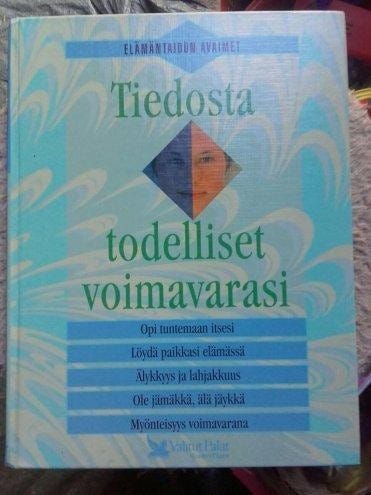 ELÄMÄNTAIDON AVAIMET
Tiedosta
todelliset
voimavarasi
Opi tuntemaan itsesi
Löydä paikkasi elämässä
Älykkyys ja lahjakkuus
Ole jämäkkä, älä jäykkä
Myönteisyys voimavarana
Valitut Palat